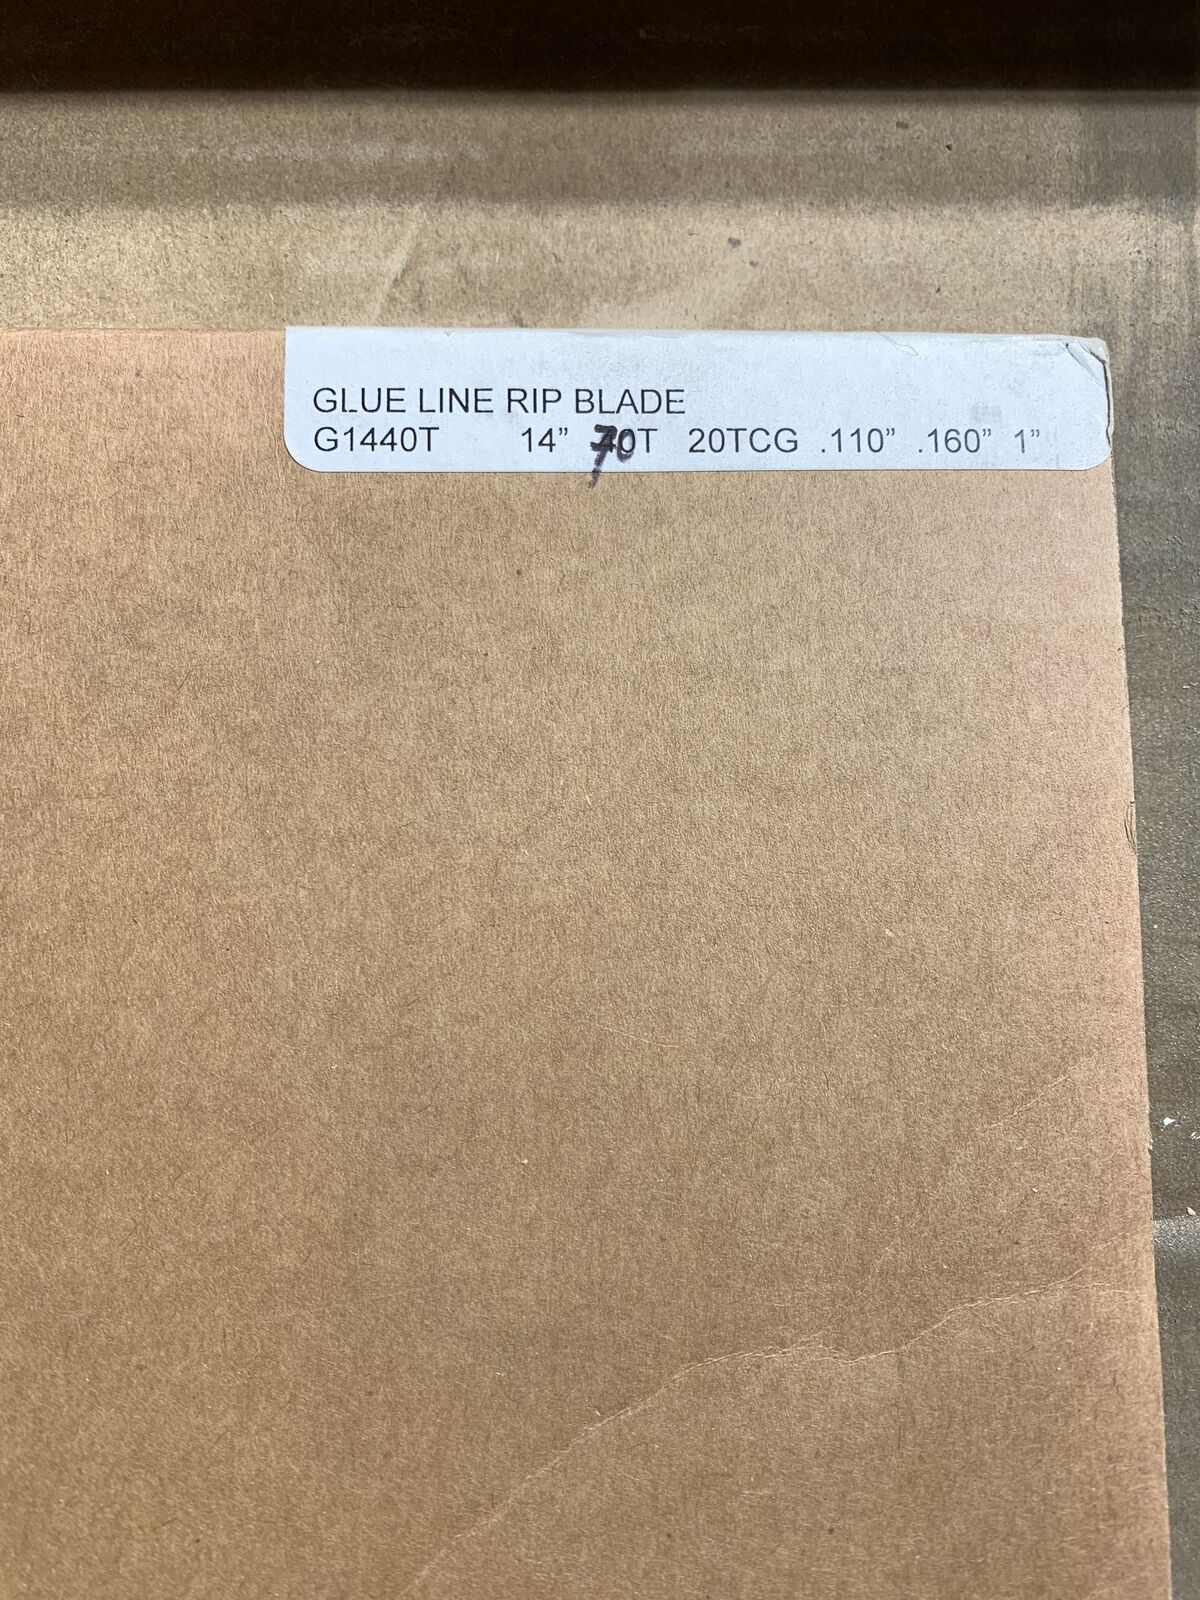 GLUE LINE RIP BLADE
G1440T 14” 70T 20TCG .110” .160” 1”